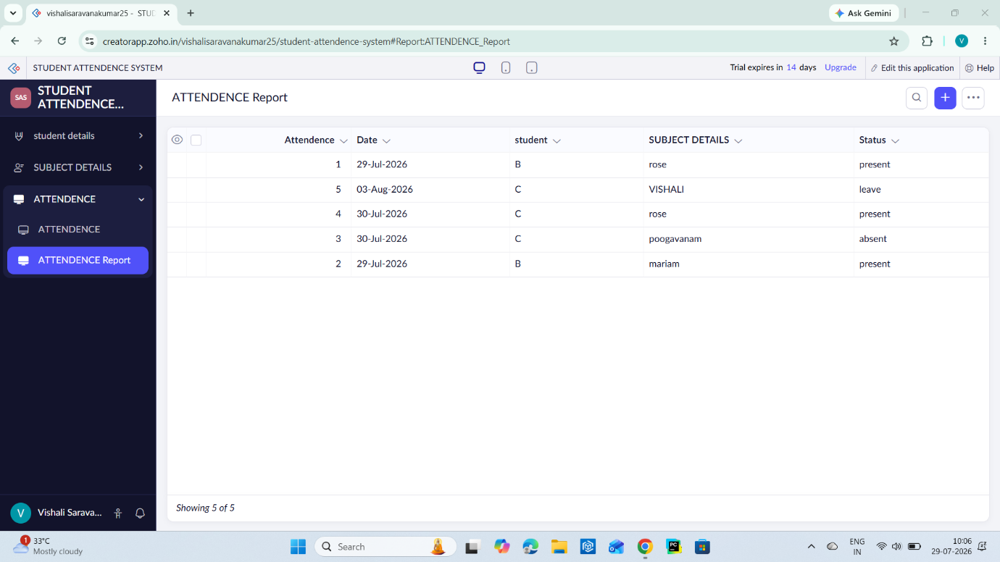 vishalisaravanakumar25 - STUD
Ask Gemini
creatorapp.zoho.in/vishalisaravanakumar25/student-attendence-system#Report:ATTENDENCE_Report
V
STUDENT ATTENDENCE SYSTEM
Trial expires in 14 days Upgrade
Edit this application
Help
SAS
STUDENT
ATTENDENCE...
student details
SUBJECT DETAILS
ATTENDENCE
ATTENDENCE
ATTENDENCE Report
V
Vishali Sarava...
ATTENDENCE Report
Attendence Date student SUBJECT DETAILS Status
1 29-Jul-2026 B rose present
5 03-Aug-2026 C VISHALI leave
4 30-Jul-2026 C rose present
3 30-Jul-2026 C poogavanam absent
2 29-Jul-2026 B mariam present
Showing 5 of 5
1
33°C
Mostly cloudy
Search
PC
ENG
IN
10:06
29-07-2026